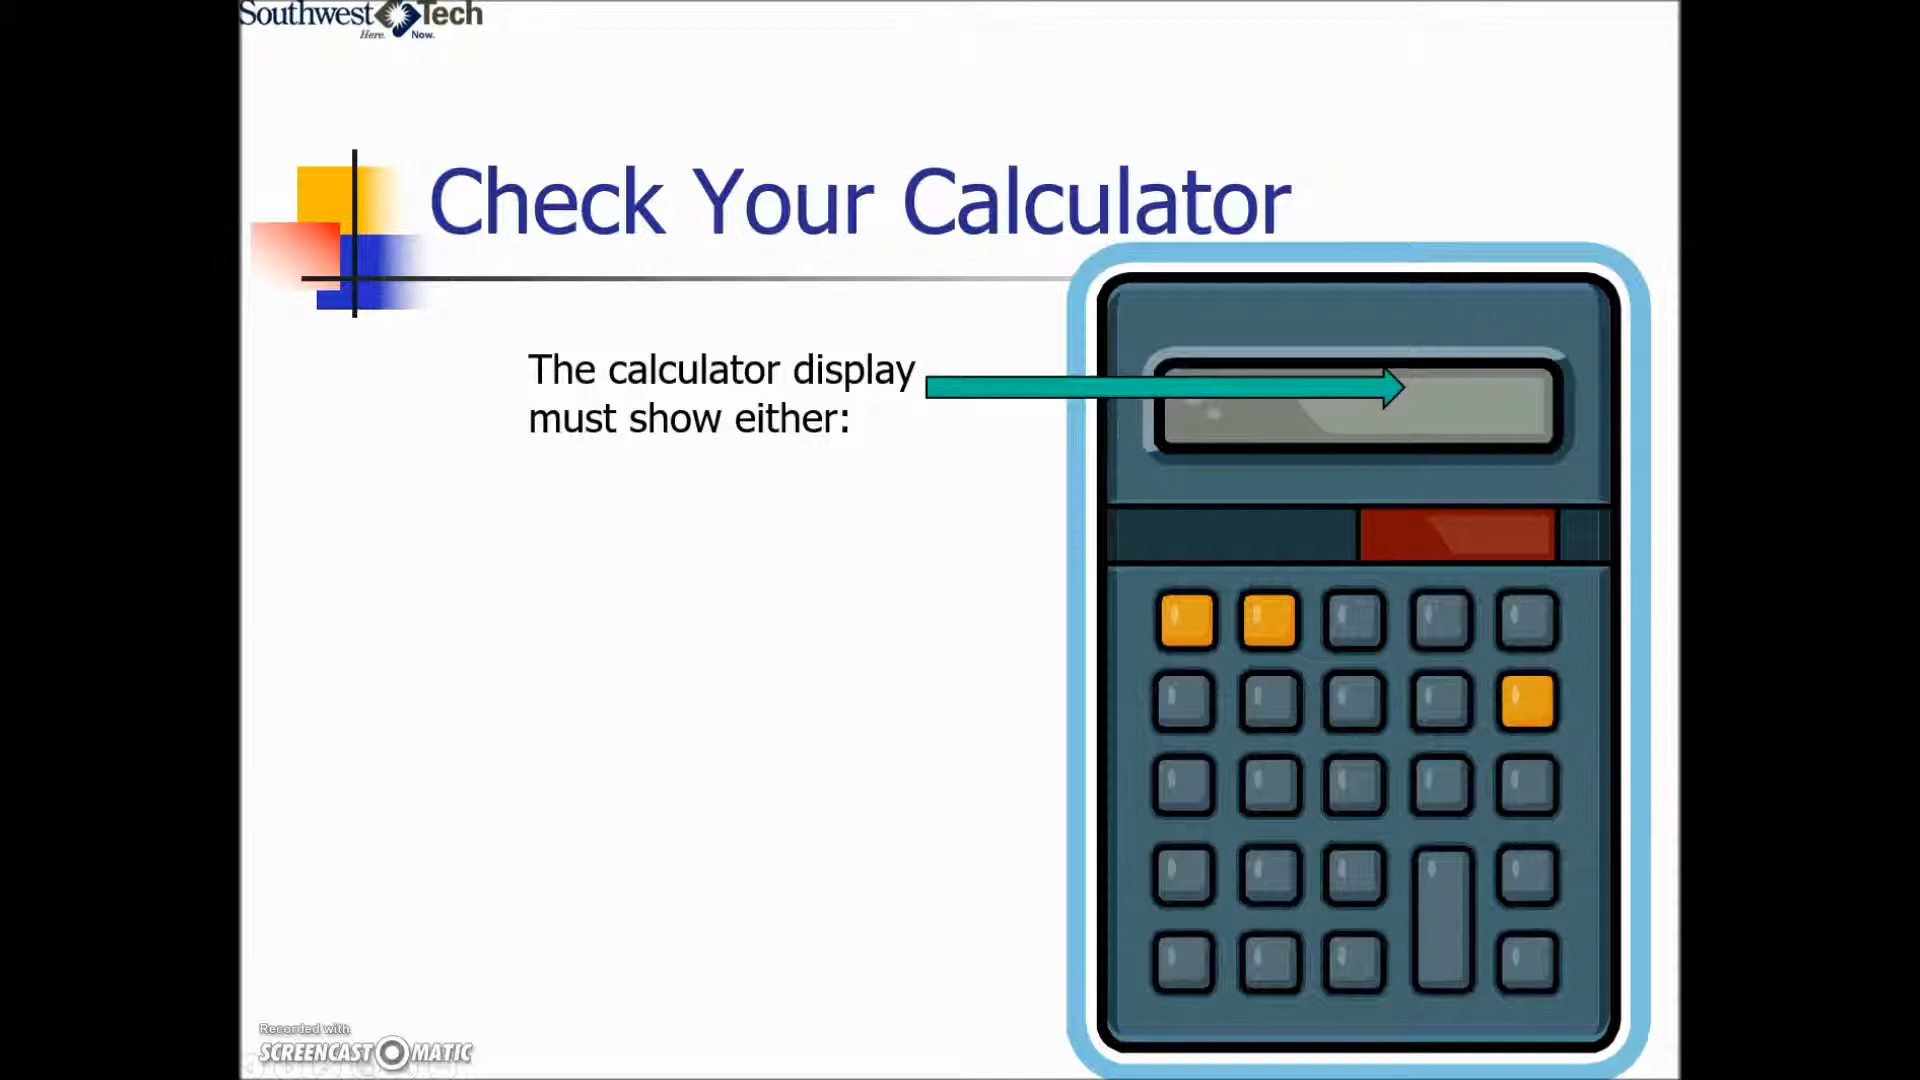 Southwest Tech
Here. Now.
Check Your Calculator
The calculator display
must show either:
Recorded with
SCREENCAST MATIC